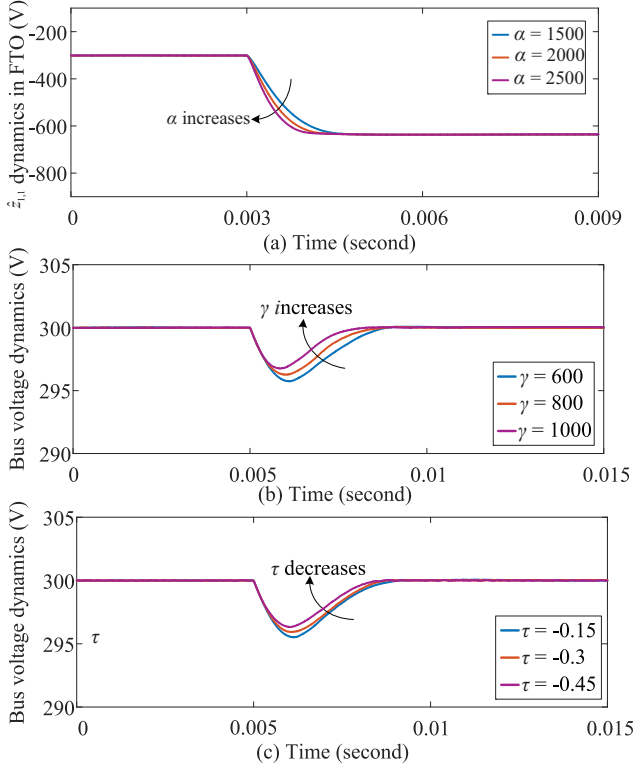 -200
-400
-600
-800
ẑ1,1 dynamics in FTO (V)
α = 1500
α = 2000
α = 2500
α increases
0
0.003
0.006
0.009
(a) Time (second)
305
300
295
290
Bus voltage dynamics (V)
γ increases
γ = 600
γ = 800
γ = 1000
0
0.005
0.01
0.015
(b) Time (second)
305
300
295
290
Bus voltage dynamics (V)
τ decreases
τ
τ = -0.15
τ = -0.3
τ = -0.45
0
0.005
0.01
0.015
(c) Time (second)